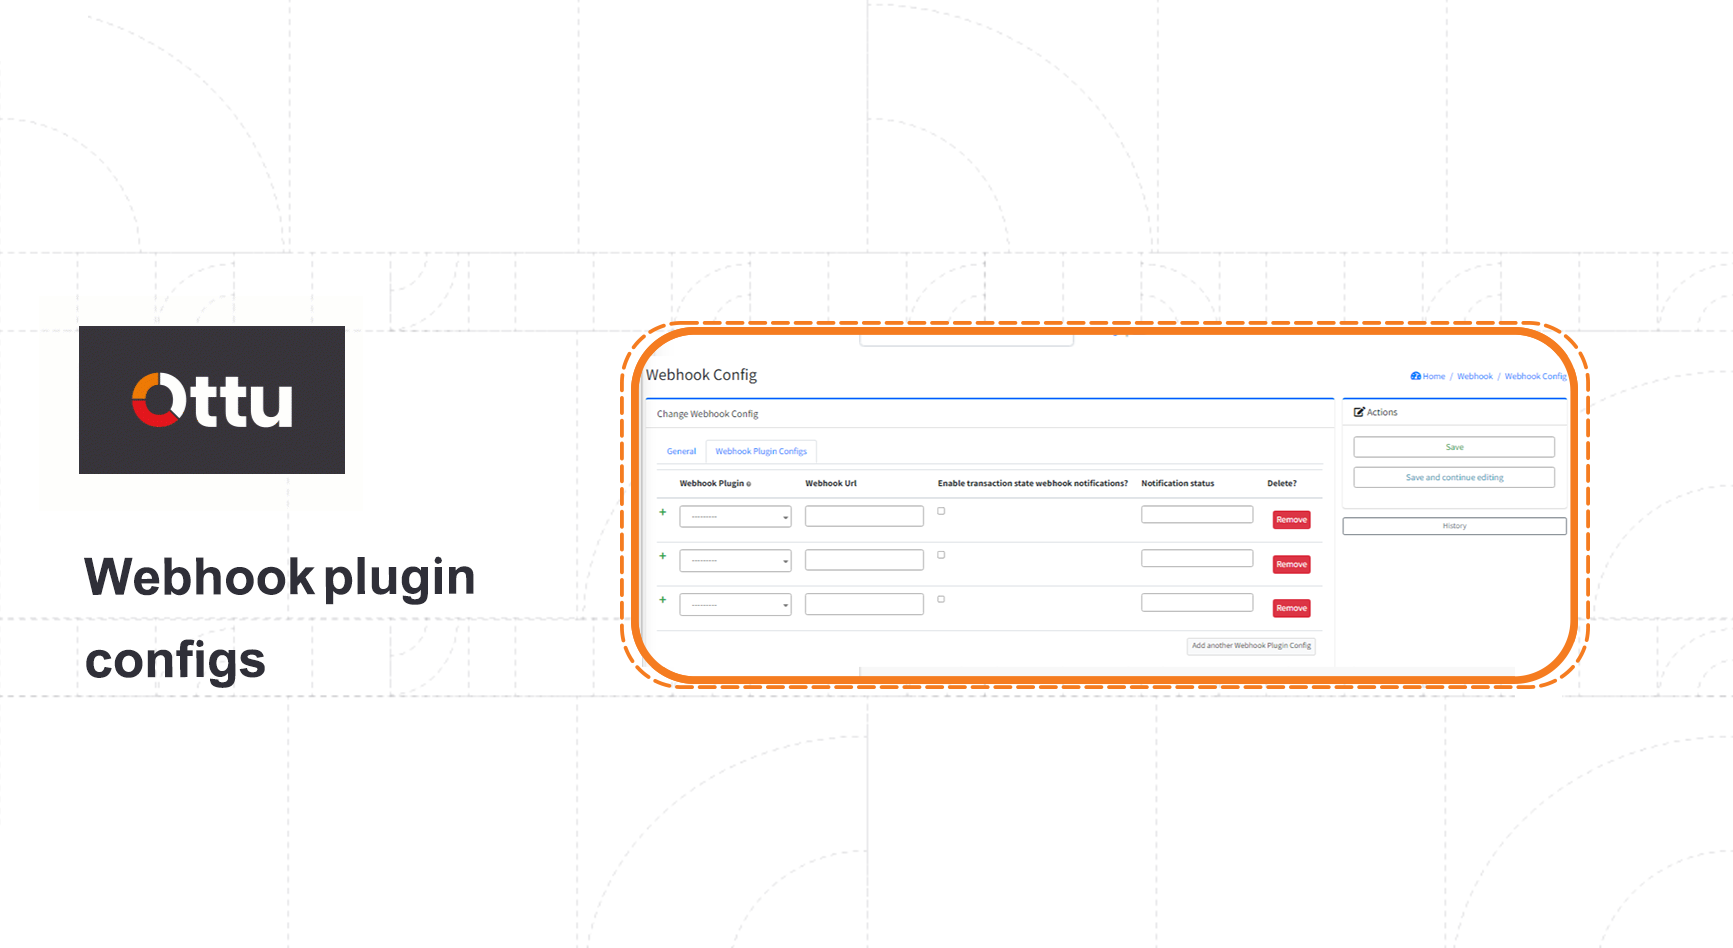 Ottu
Webhook plugin
configs
Webhook Config
Home / Webhook / Webhook Config
Change Webhook Config
Actions
General
Webhook Plugin Configs
Save
Save and continue editing
History
Webhook Plugin
Webhook Url
Enable transaction state webhook notifications?
Notification status
Delete?
---------
Remove
---------
Remove
---------
Remove
Add another Webhook Plugin Config